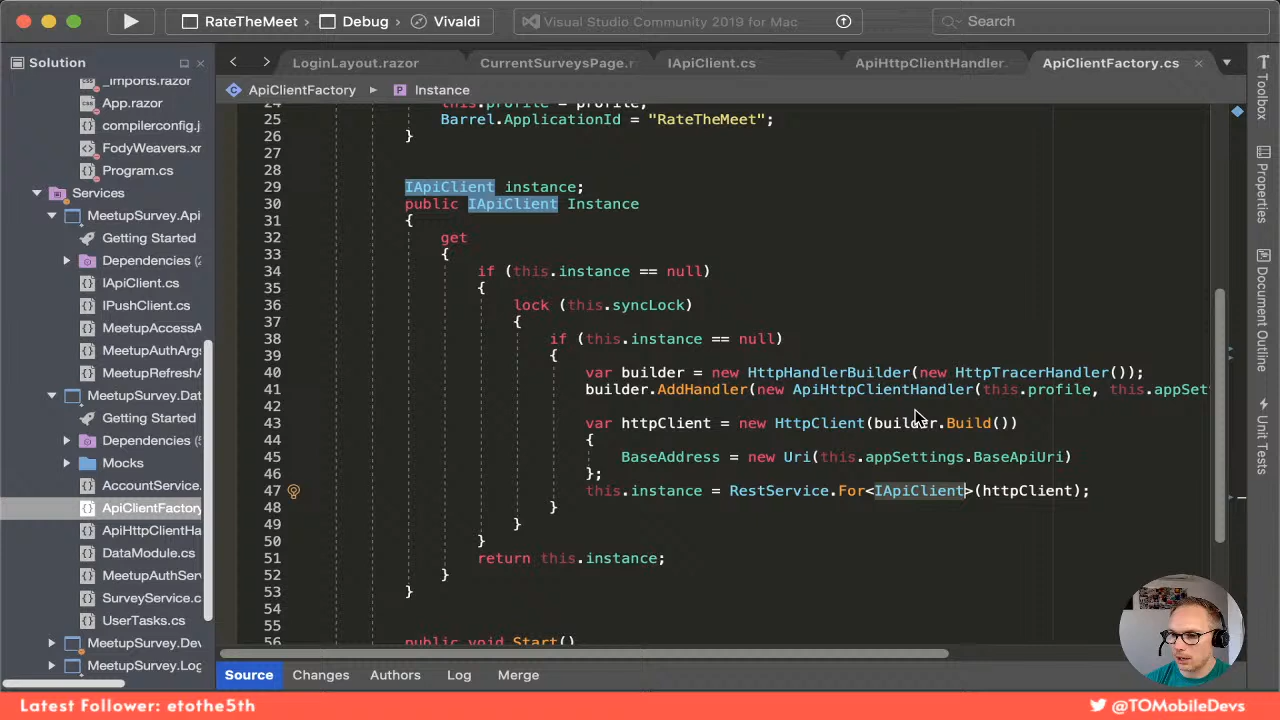 RateTheMeet
Debug
Vivaldi
Visual Studio Community 2019 for Mac
Search
Solution
LoginLayout.razor
CurrentSurveysPage.r
IApiClient.cs
ApiHttpClientHandler.
ApiClientFactory.cs
ApiClientFactory
Instance
_Imports.razor
App.razor
compilerconfig.j
FodyWeavers.xr
Program.cs
Services
MeetupSurvey.Api
Getting Started
Dependencies (2
IApiClient.cs
IPushClient.cs
MeetupAccessA
MeetupAuthArgs
MeetupRefreshA
MeetupSurvey.Dat
Getting Started
Dependencies (5
Mocks
AccountService.
ApiClientFactory
ApiHttpClientHa
DataModule.cs
MeetupAuthServ
SurveyService.c
UserTasks.cs
MeetupSurvey.Dev
MeetupSurvey.Log
24 this.profile = profile;
25 Barrel.ApplicationId = "RateTheMeet";
26 }
27
28
29 IApiClient instance;
30 public IApiClient Instance
31 {
32 get
33 {
34 if (this.instance == null)
35 {
36 lock (this.syncLock)
37 {
38 if (this.instance == null)
39 {
40 var builder = new HttpHandlerBuilder(new HttpTracerHandler());
41 builder.AddHandler(new ApiHttpClientHandler(this.profile, this.appSet
42
43 var httpClient = new HttpClient(builder.Build())
44 {
45 BaseAddress = new Uri(this.appSettings.BaseApiUri)
46 };
47 this.instance = RestService.For<IApiClient>(httpClient);
48 }
49 }
50 }
51 return this.instance;
52 }
53 }
54
55
56 public void Start()
Toolbox
Properties
Document Outline
Unit Tests
Source
Changes
Authors
Log
Merge
Latest Follower: etothe5th
@TOMobileDevs